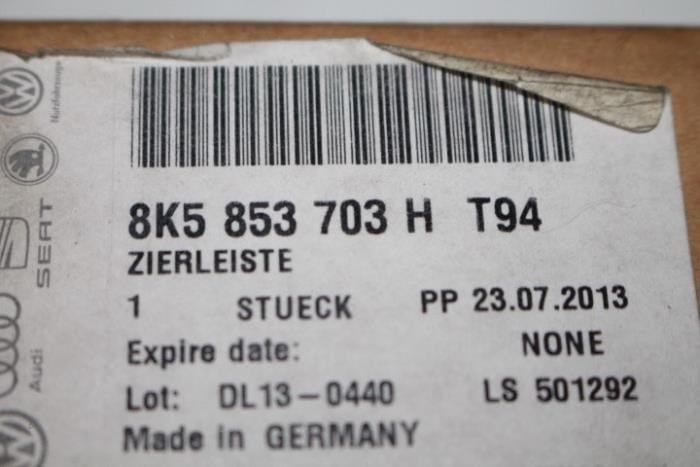 8K5 853 703 H T94
ZIERLEISTE
1 STUECK PP 23.07.2013
Expire date: NONE
Lot: DL13-0440 LS 501292
Made in GERMANY
Nutzfahrzeuge
SEAT
Audi